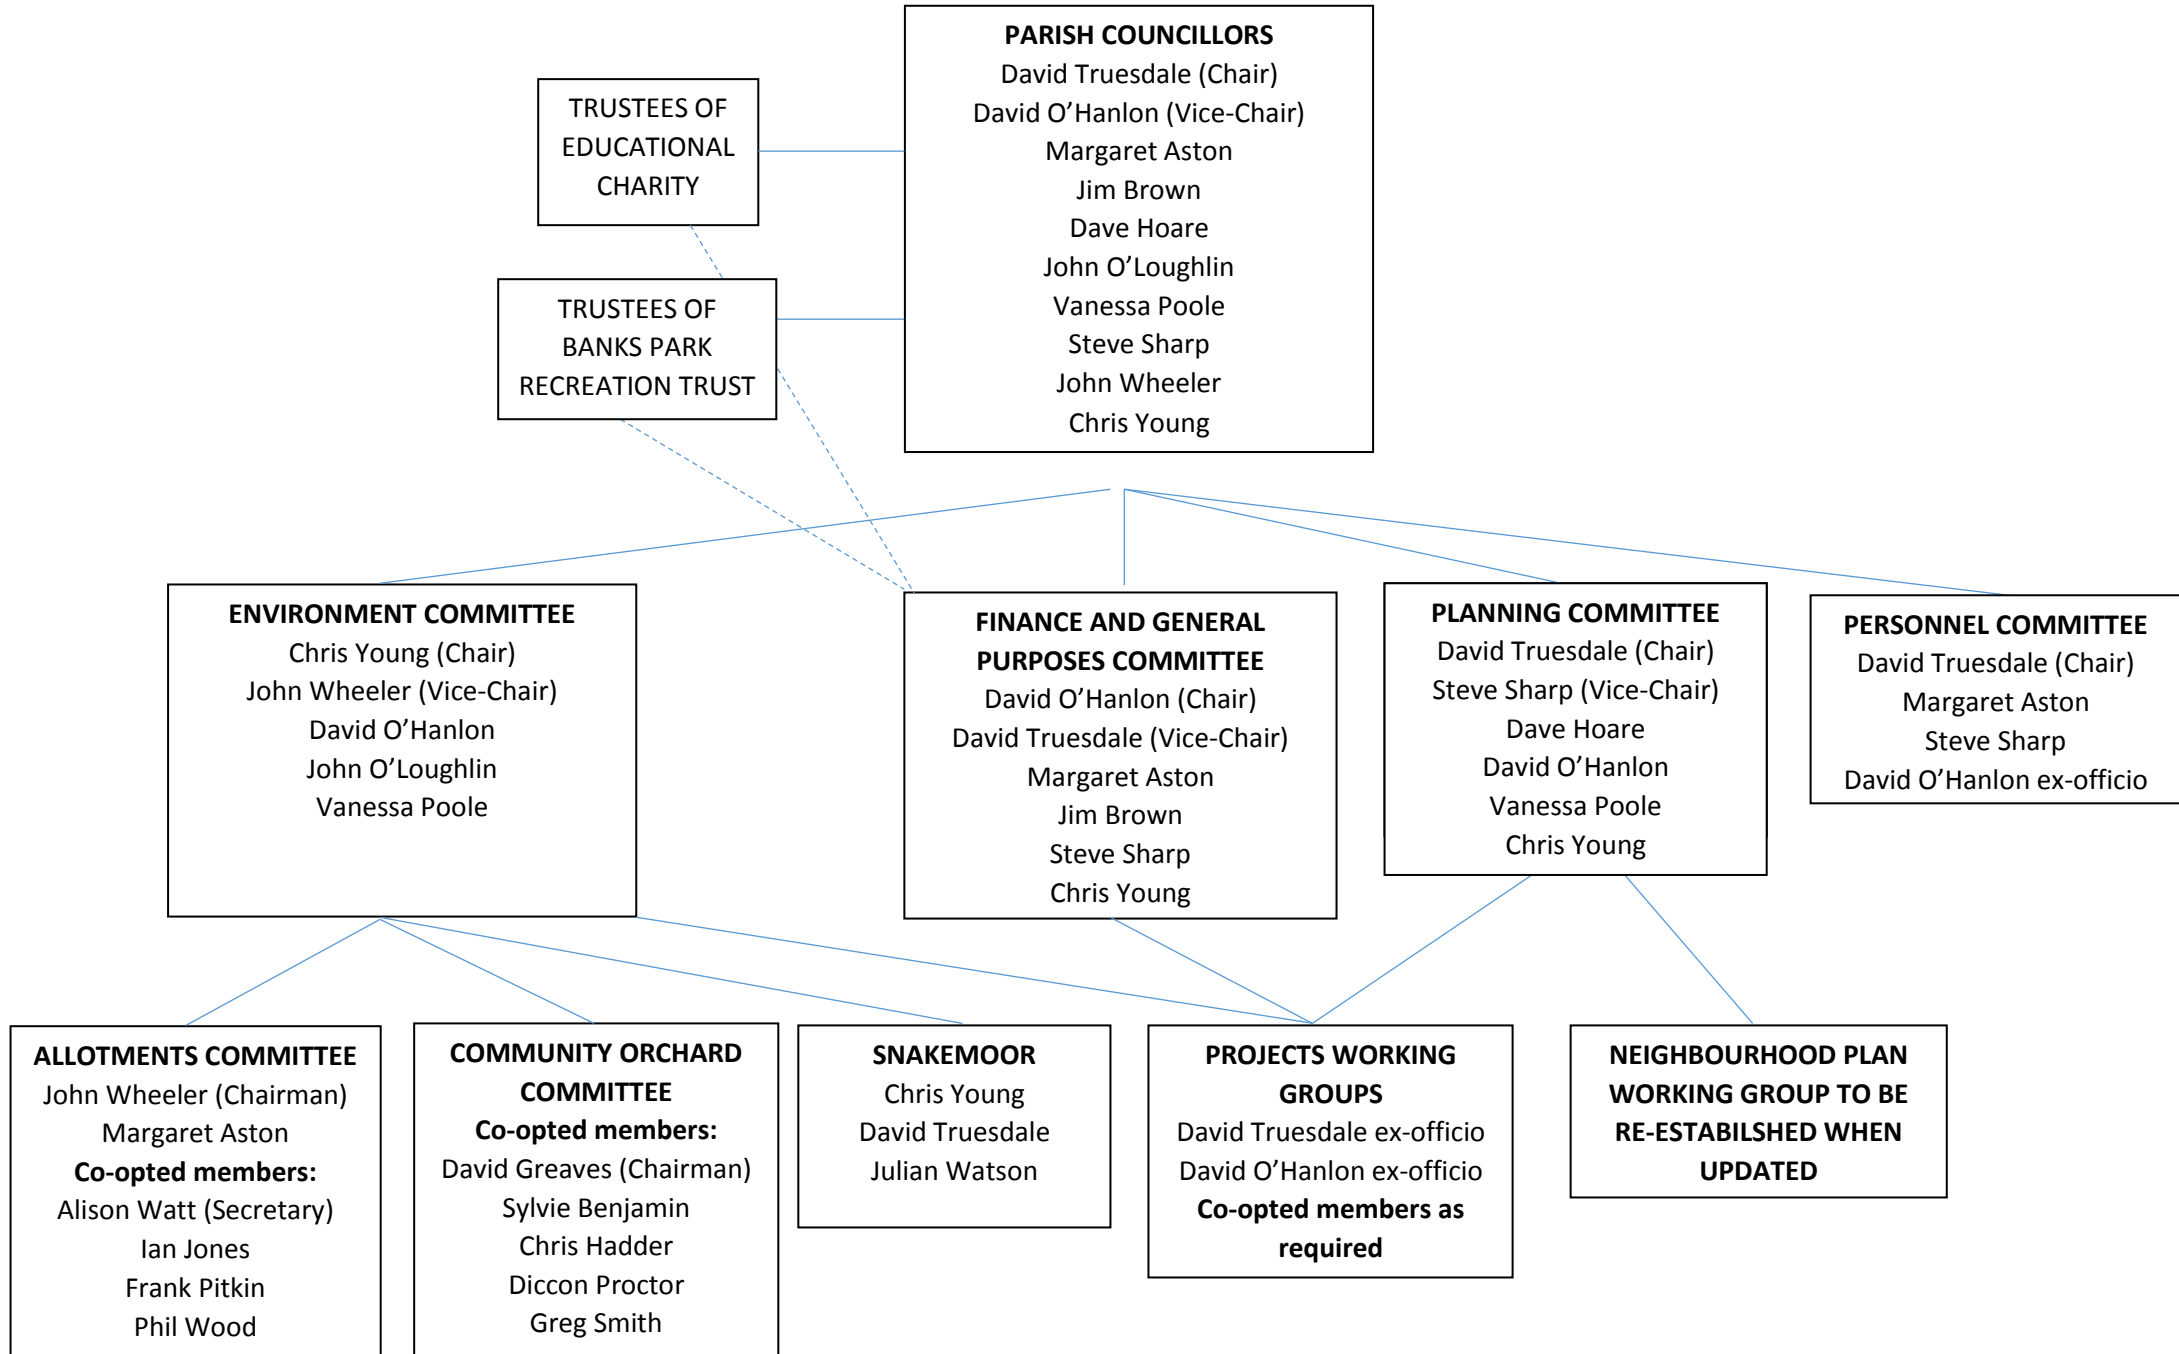 PARISH COUNCILLORS
David Truesdale (Chair)
David O’Hanlon (Vice-Chair)
Margaret Aston
Jim Brown
Dave Hoare
John O’Loughlin
Vanessa Poole
Steve Sharp
John Wheeler
Chris Young
TRUSTEES OF
EDUCATIONAL
CHARITY
TRUSTEES OF
BANKS PARK
RECREATION TRUST
ENVIRONMENT COMMITTEE
Chris Young (Chair)
John Wheeler (Vice-Chair)
David O’Hanlon
John O’Loughlin
Vanessa Poole
FINANCE AND GENERAL
PURPOSES COMMITTEE
David O’Hanlon (Chair)
David Truesdale (Vice-Chair)
Margaret Aston
Jim Brown
Steve Sharp
Chris Young
PLANNING COMMITTEE
David Truesdale (Chair)
Steve Sharp (Vice-Chair)
Dave Hoare
David O’Hanlon
Vanessa Poole
Chris Young
PERSONNEL COMMITTEE
David Truesdale (Chair)
Margaret Aston
Steve Sharp
David O’Hanlon ex-officio
ALLOTMENTS COMMITTEE
John Wheeler (Chairman)
Margaret Aston
Co-opted members:
Alison Watt (Secretary)
Ian Jones
Frank Pitkin
Phil Wood
COMMUNITY ORCHARD
COMMITTEE
Co-opted members:
David Greaves (Chairman)
Sylvie Benjamin
Chris Hadder
Diccon Proctor
Greg Smith
SNAKEMOOR
Chris Young
David Truesdale
Julian Watson
PROJECTS WORKING
GROUPS
David Truesdale ex-officio
David O’Hanlon ex-officio
Co-opted members as
required
NEIGHBOURHOOD PLAN
WORKING GROUP TO BE
RE-ESTABILSHED WHEN
UPDATED